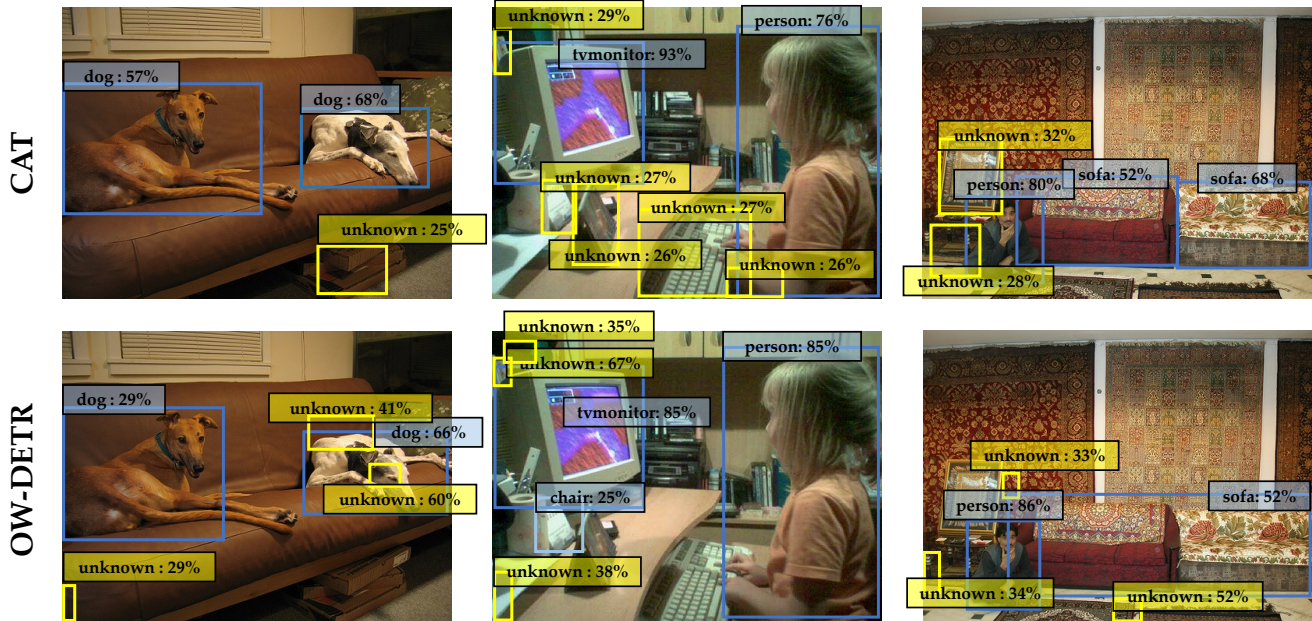 CAT
dog : 57%
dog : 68%
unknown : 25%
unknown : 29%
tvmonitor: 93%
person: 76%
unknown : 27%
unknown : 27%
unknown : 26%
unknown : 26%
unknown : 32%
person: 80%
sofa: 52%
sofa: 68%
unknown : 28%
OW-DETR
dog : 29%
unknown : 41%
dog : 66%
unknown : 60%
unknown : 29%
unknown : 35%
unknown : 67%
person: 85%
tvmonitor: 85%
chair: 25%
unknown : 38%
unknown : 33%
person: 86%
sofa: 52%
unknown : 34%
unknown : 52%